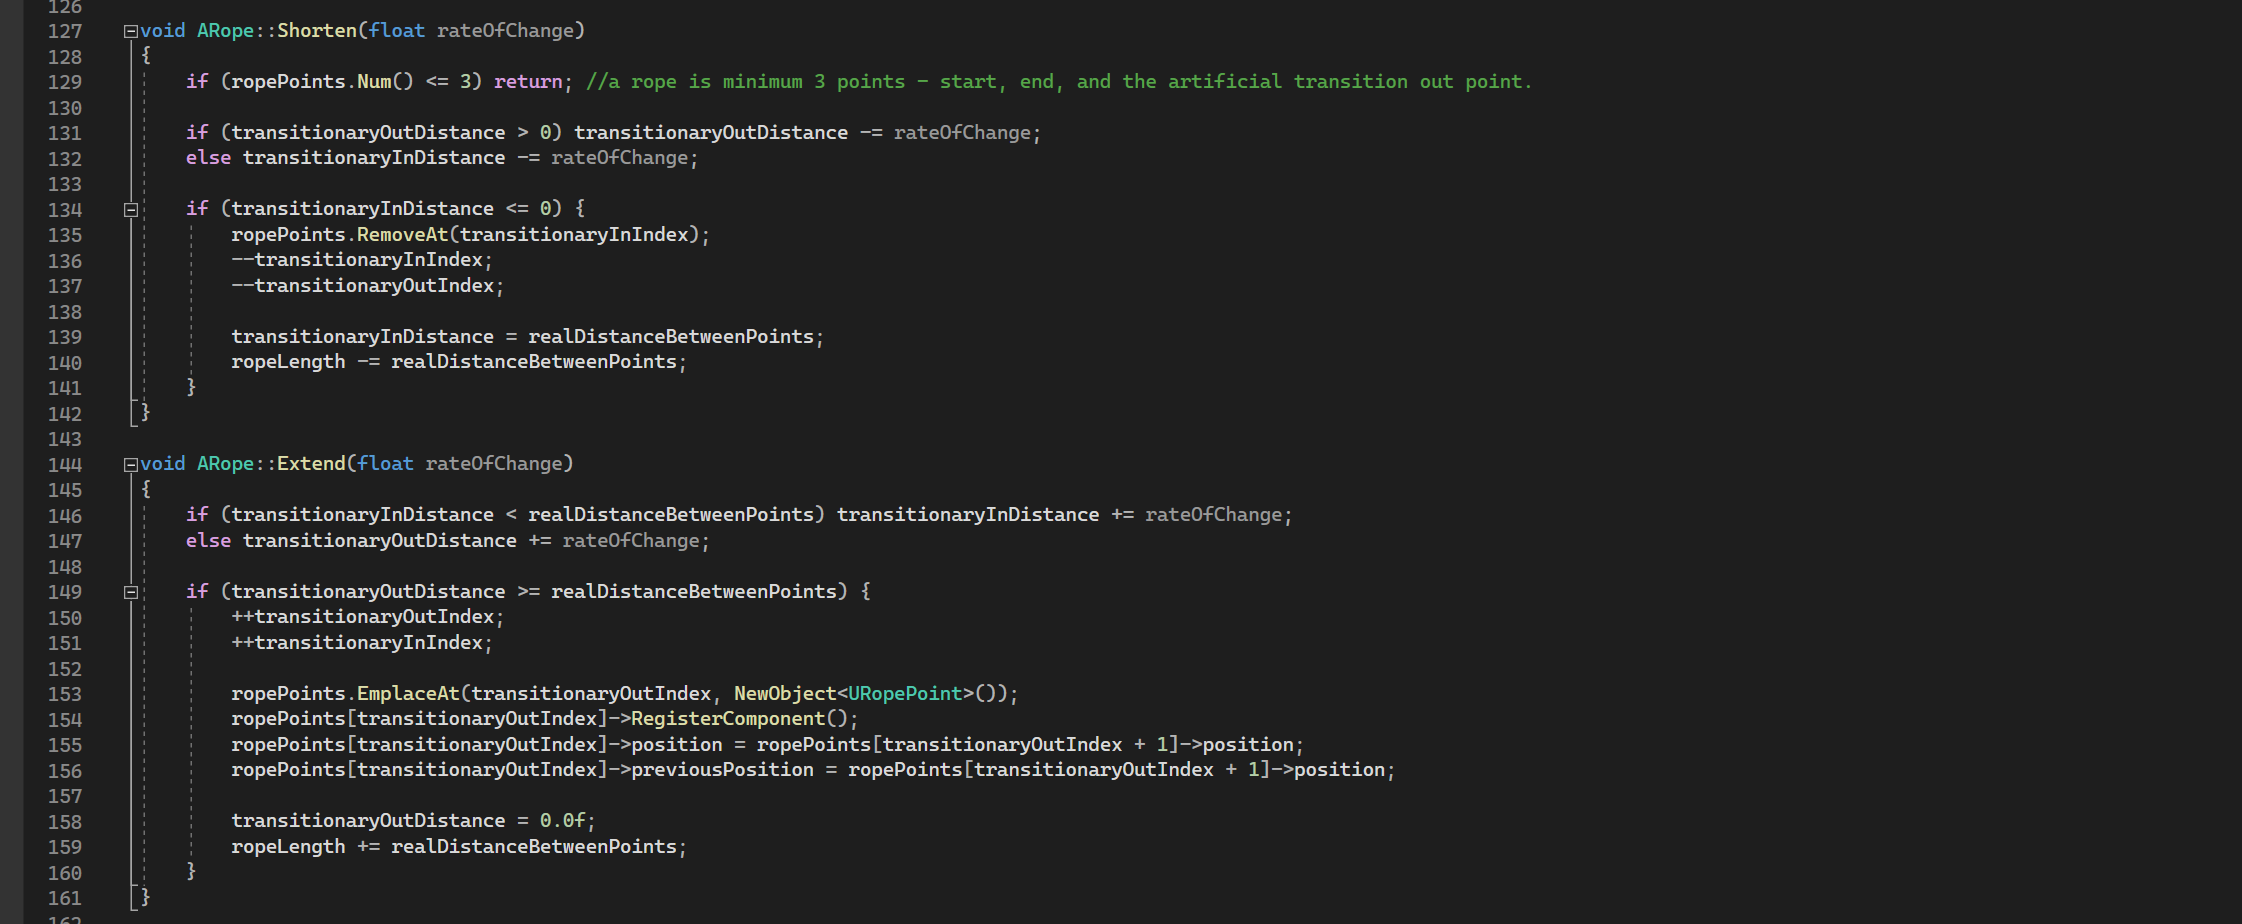 126
127 void ARope::Shorten(float rateOfChange)
128 {
129 if (ropePoints.Num() <= 3) return; //a rope is minimum 3 points - start, end, and the artificial transition out point.
130
131 if (transitionaryOutDistance > 0) transitionaryOutDistance -= rateOfChange;
132 else transitionaryInDistance -= rateOfChange;
133
134 if (transitionaryInDistance <= 0) {
135 ropePoints.RemoveAt(transitionaryInIndex);
136 --transitionaryInIndex;
137 --transitionaryOutIndex;
138
139 transitionaryInDistance = realDistanceBetweenPoints;
140 ropeLength -= realDistanceBetweenPoints;
141 }
142 }
143
144 void ARope::Extend(float rateOfChange)
145 {
146 if (transitionaryInDistance < realDistanceBetweenPoints) transitionaryInDistance += rateOfChange;
147 else transitionaryOutDistance += rateOfChange;
148
149 if (transitionaryOutDistance >= realDistanceBetweenPoints) {
150 ++transitionaryOutIndex;
151 ++transitionaryInIndex;
152
153 ropePoints.EmplaceAt(transitionaryOutIndex, NewObject<URopePoint>());
154 ropePoints[transitionaryOutIndex]->RegisterComponent();
155 ropePoints[transitionaryOutIndex]->position = ropePoints[transitionaryOutIndex + 1]->position;
156 ropePoints[transitionaryOutIndex]->previousPosition = ropePoints[transitionaryOutIndex + 1]->position;
157
158 transitionaryOutDistance = 0.0f;
159 ropeLength += realDistanceBetweenPoints;
160 }
161 }
162